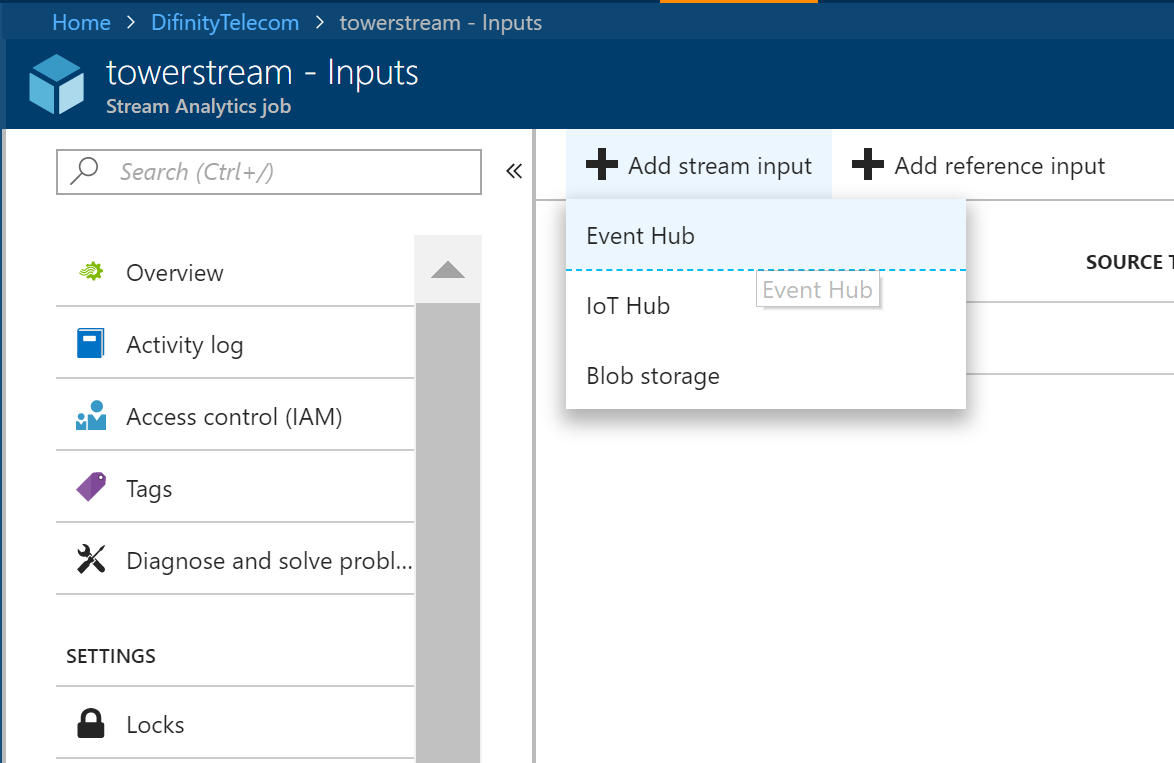 Home > DifinityTelecom > towerstream - Inputs
towerstream - Inputs
Stream Analytics job
Search (Ctrl+/)
«
Overview
Activity log
Access control (IAM)
Tags
Diagnose and solve probl...
SETTINGS
Locks
Add stream input
Add reference input
Event Hub
Event Hub
IoT Hub
Blob storage
SOURCE T